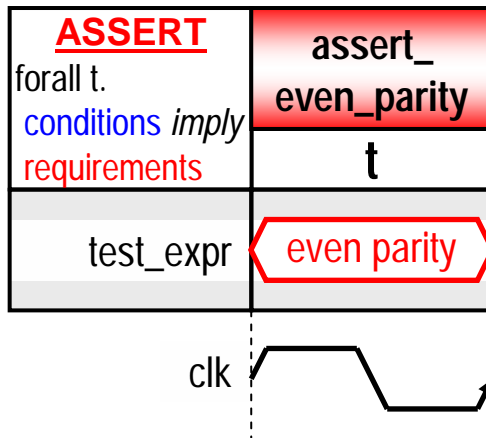 ASSERT
forall t.
conditions imply
requirements
assert_
even_parity
t
test_expr
even parity
clk